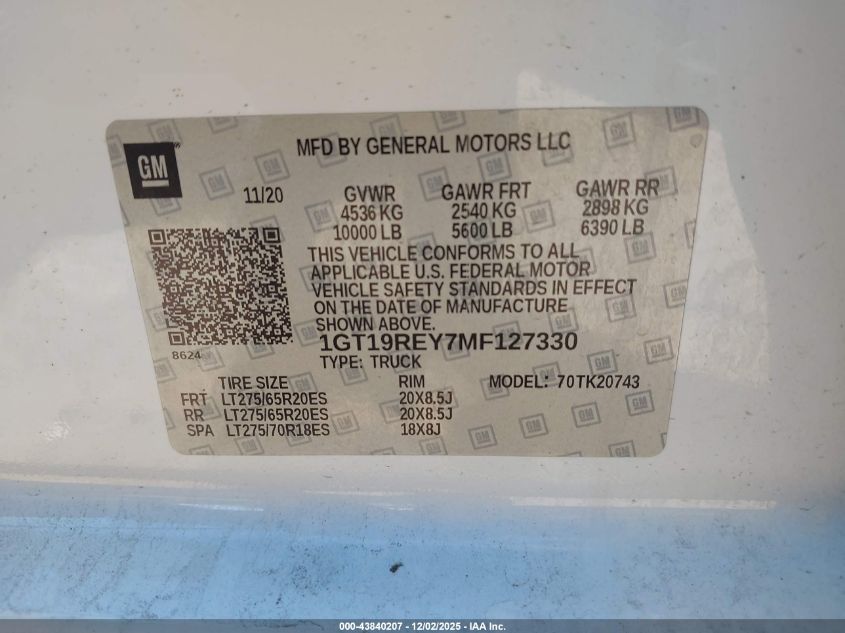 GM
MFD BY GENERAL MOTORS LLC
11/20 GVWR GAWR FRT GAWR RR
4536 KG 2540 KG 2898 KG
10000 LB 5600 LB 6390 LB
THIS VEHICLE CONFORMS TO ALL
APPLICABLE U.S. FEDERAL MOTOR
VEHICLE SAFETY STANDARDS IN EFFECT
ON THE DATE OF MANUFACTURE
SHOWN ABOVE.
8624 1GT19REY7MF127330
TYPE: TRUCK
TIRE SIZE RIM MODEL: 70TK20743
FRT LT275/65R20ES 20X8.5J
RR LT275/65R20ES 20X8.5J
SPA LT275/70R18ES 18X8J
000-43840207 - 12/02/2025 - IAA Inc.